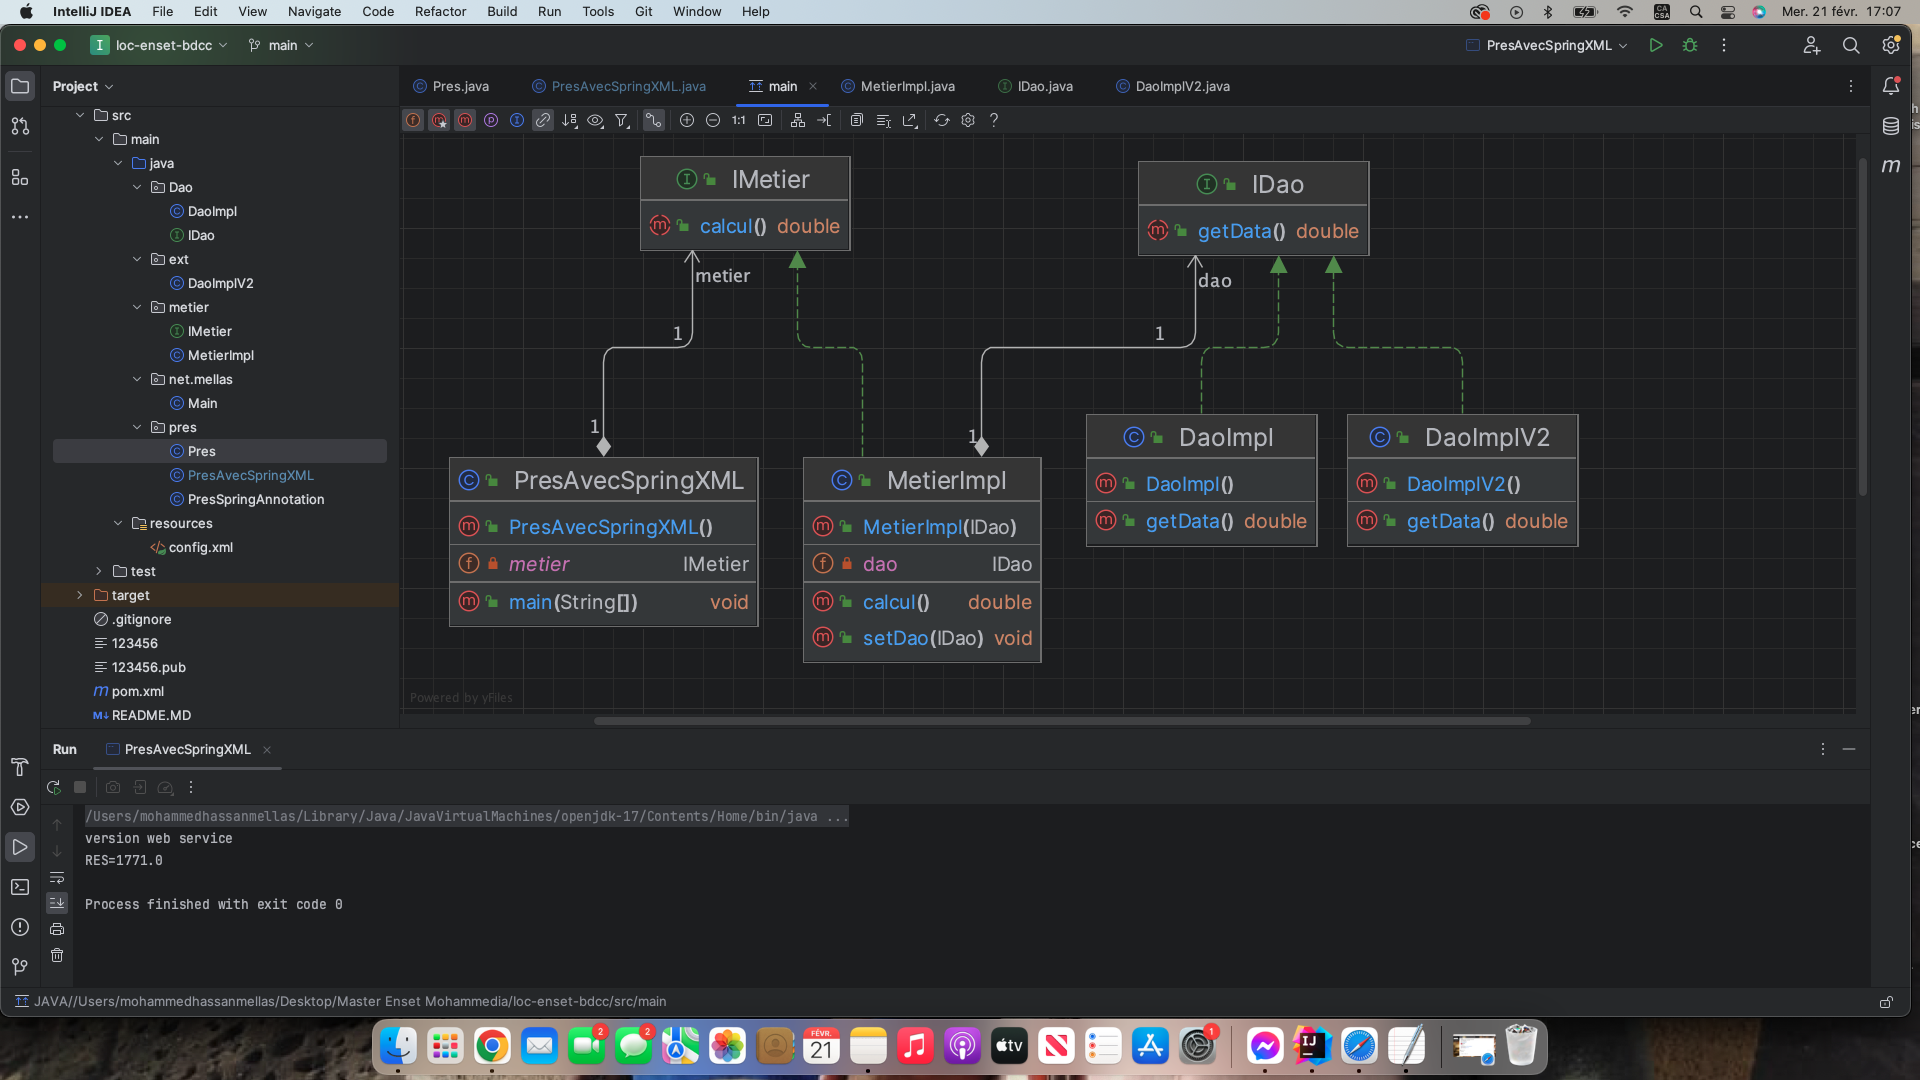 IntelliJ IDEA File Edit View Navigate Code Refactor Build Run Tools Git Window Help CA CSA Mer. 21 févr. 17:07
I loc-enset-bdcc main PresAvecSpringXML
Project
src
main
java
Dao
DaoImpl
IDao
ext
DaoImplV2
metier
IMetier
MetierImpl
net.mellas
Main
pres
Pres
PresAvecSpringXML
PresSpringAnnotation
resources
config.xml
test
target
.gitignore
123456
123456.pub
pom.xml
README.MD
Pres.java PresAvecSpringXML.java main MetierImpl.java IDao.java DaoImplV2.java
1:1
IMetier
calcul() double
IDao
getData() double
metier
dao
1
1
1
1
PresAvecSpringXML
PresAvecSpringXML()
metier IMetier
main(String[]) void
MetierImpl
MetierImpl(IDao)
dao IDao
calcul() double
setDao(IDao) void
DaoImpl
DaoImpl()
getData() double
DaoImplV2
DaoImplV2()
getData() double
Powered by yFiles
Run PresAvecSpringXML
/Users/mohammedhassanmellas/Library/Java/JavaVirtualMachines/openjdk-17/Contents/Home/bin/java ...
version web service
RES=1771.0
Process finished with exit code 0
JAVA//Users/mohammedhassanmellas/Desktop/Master Enset Mohammedia/loc-enset-bdcc/src/main
2 2 FÉVR. 21 tv 1 IJ